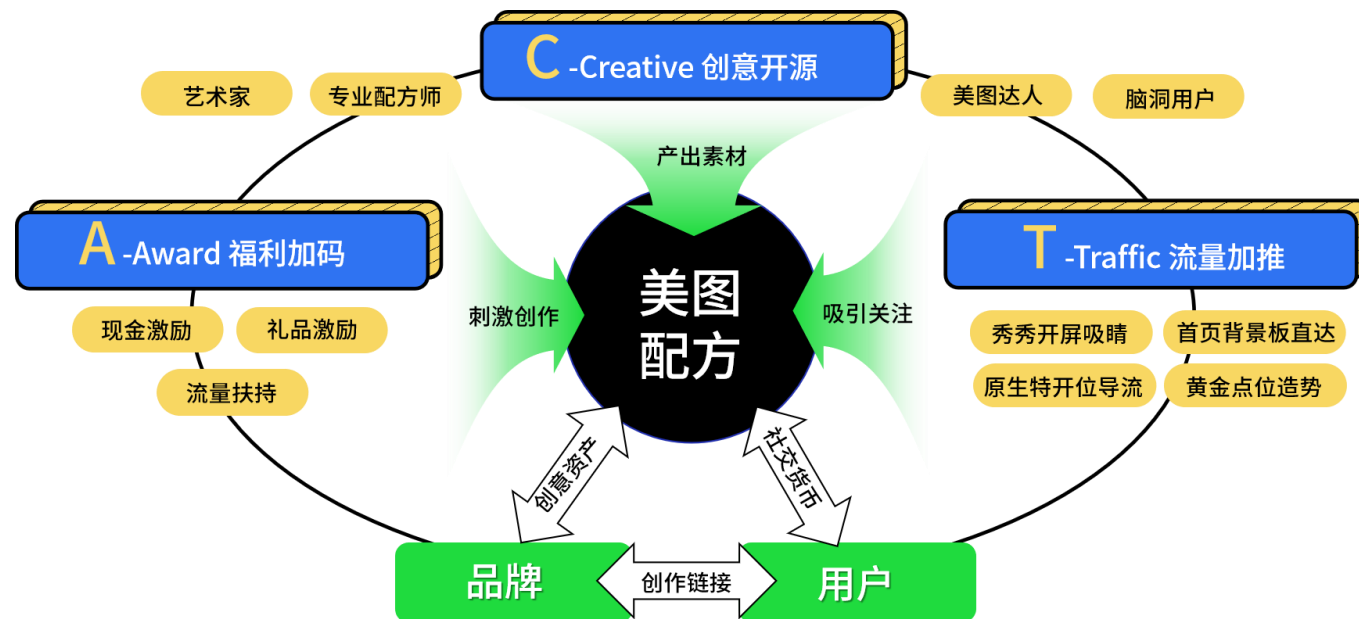 C-Creative 创意开源
艺术家
专业配方师
美图达人
脑洞用户
产出素材
A-Award 福利加码
T-Traffic 流量加推
美图
配方
刺激创作
吸引关注
现金激励
礼品激励
流量扶持
秀秀开屏吸睛
首页背景板直达
原生特开位导流
黄金点位造势
创意资产
社交货币
品牌
创作链接
用户